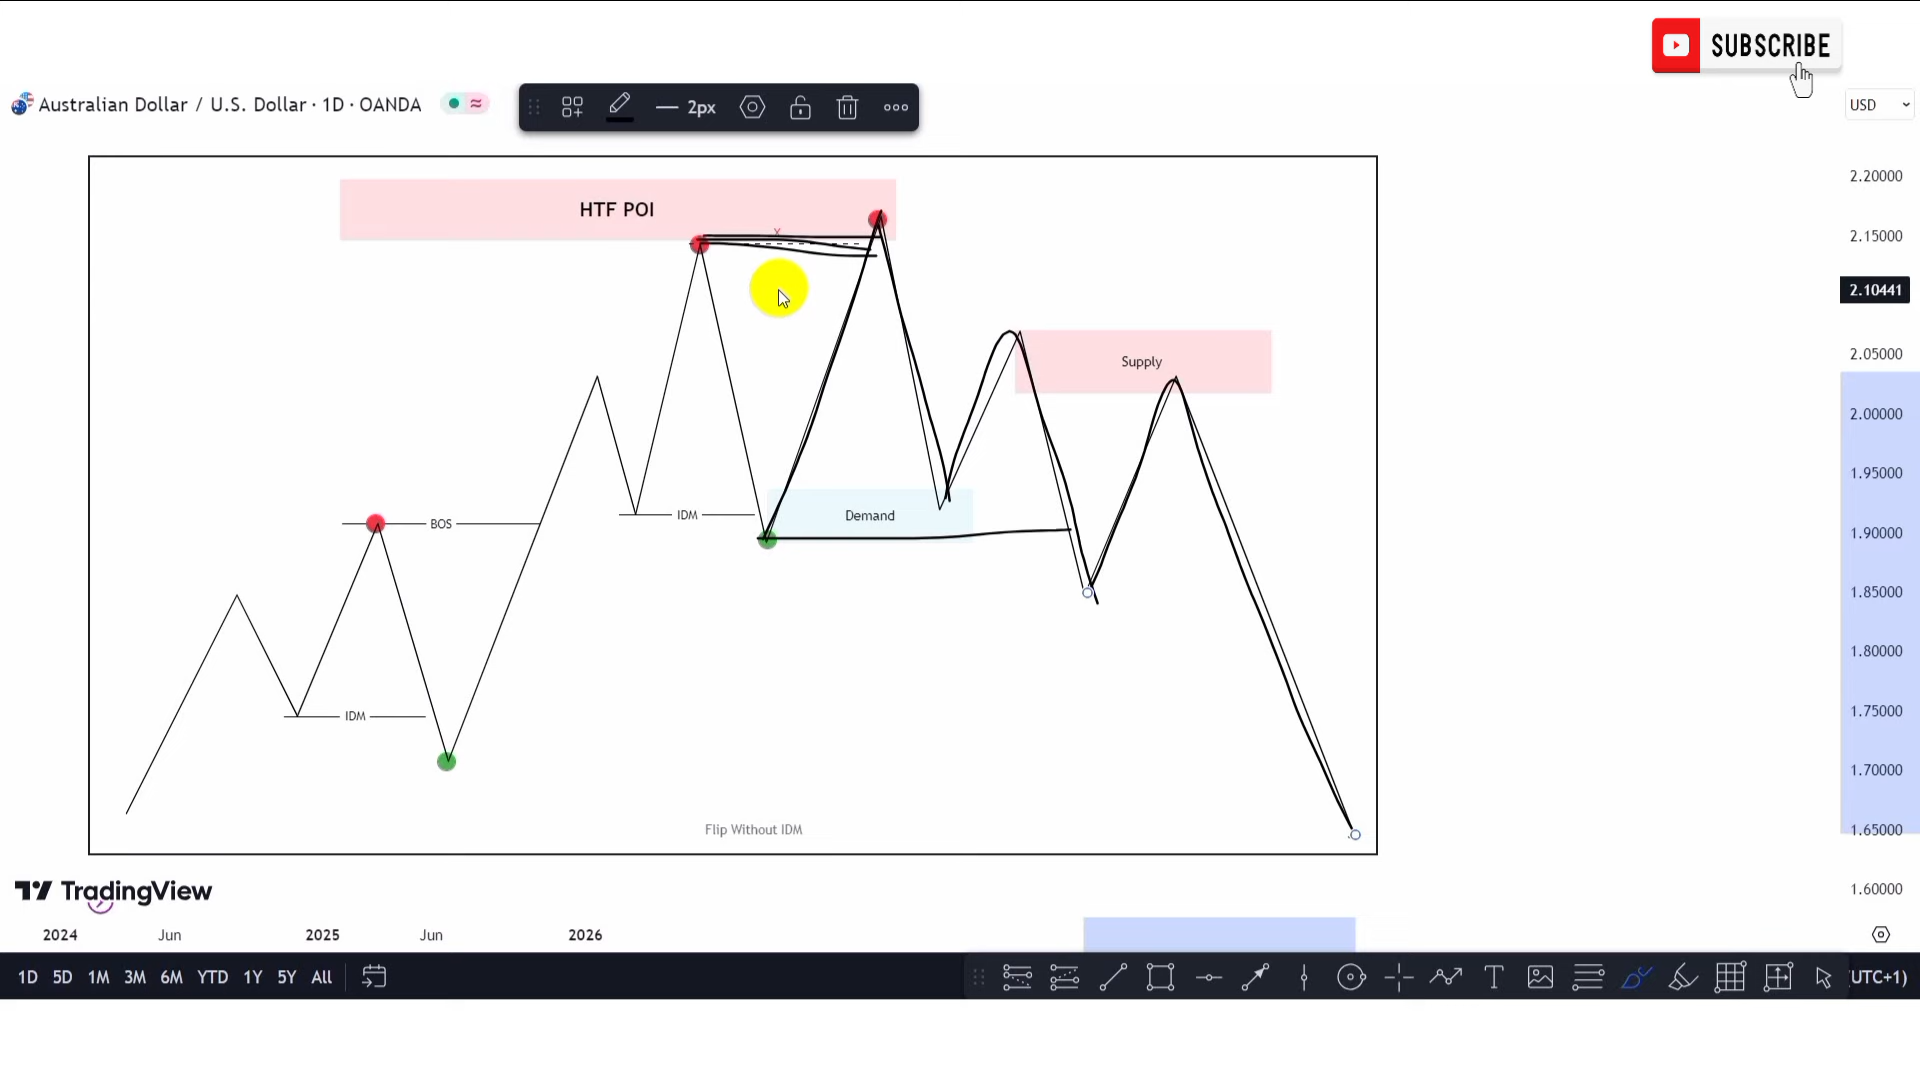 SUBSCRIBE
Australian Dollar / U.S. Dollar · 1D · OANDA
2px
USD
2.20000
HTF POI
x
2.15000
2.10441
2.05000
Supply
2.00000
1.95000
BOS
IDM
Demand
1.90000
1.85000
1.80000
IDM
1.75000
1.70000
Flip Without IDM
1.65000
TradingView
1.60000
2024 Jun 2025 Jun 2026
1D 5D 1M 3M 6M YTD 1Y 5Y All
UTC+1)